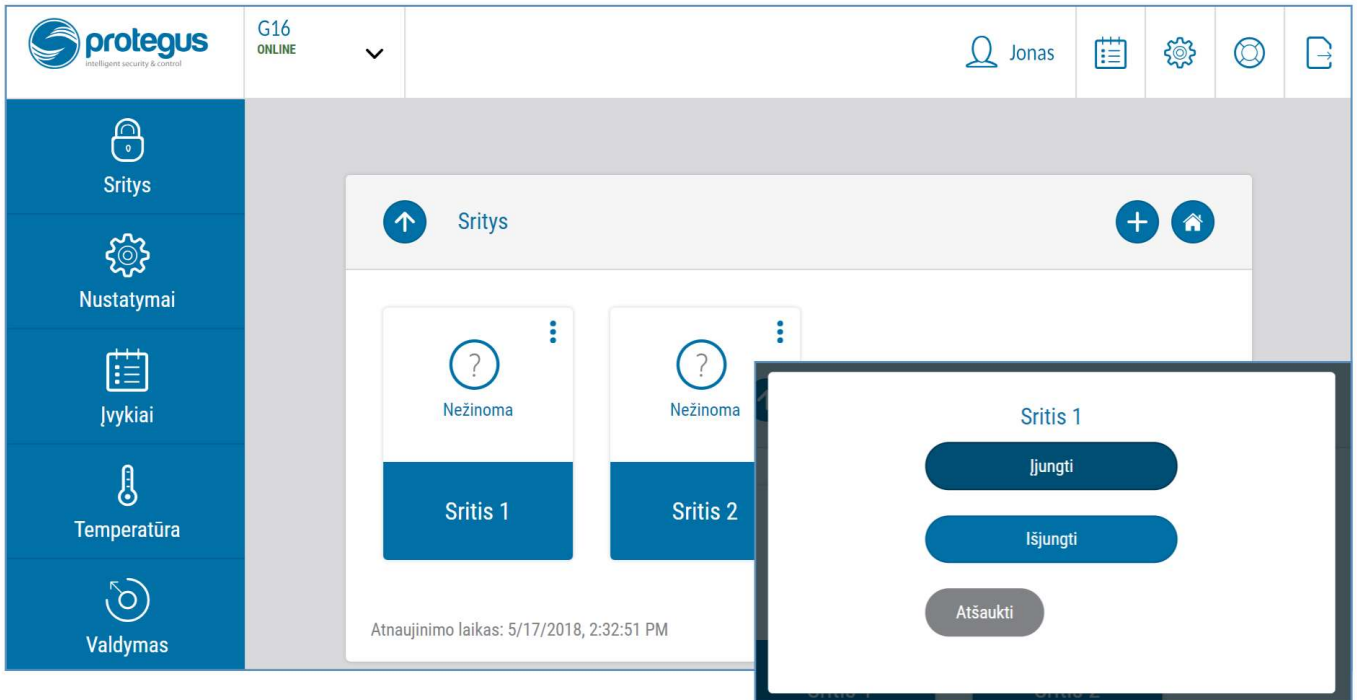 protegus
intelligent security & control
G16
ONLINE
Jonas
Sritys
Nustatymai
Įvykiai
Temperatūra
Valdymas
Sritys
? ?
Nežinoma Nežinoma
Sritis 1 Sritis 2
Atnaujinimo laikas: 5/17/2018, 2:32:51 PM
Sritis 1
Įjungti
Išjungti
Atšaukti